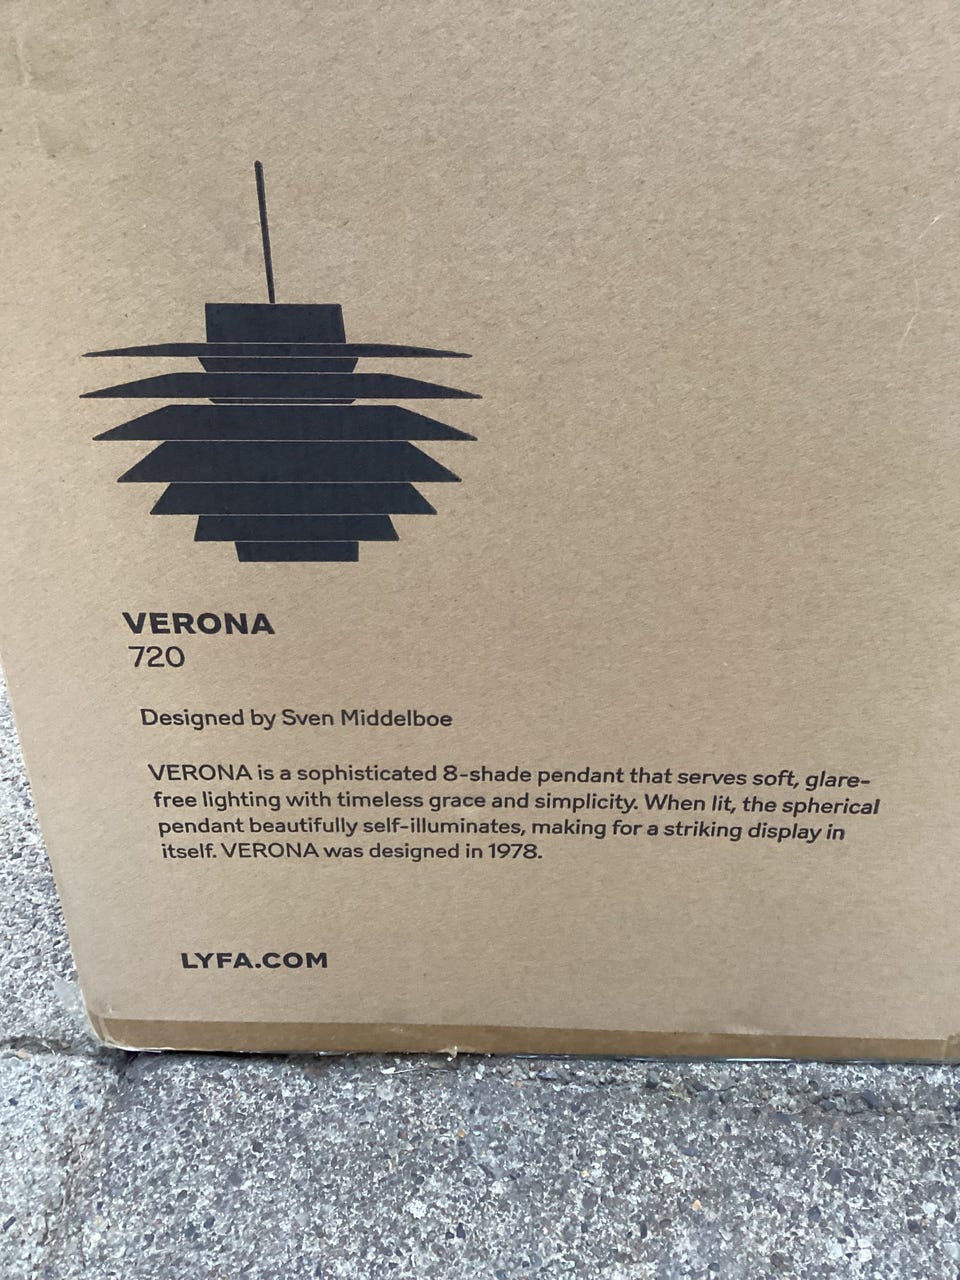 VERONA
720
Designed by Sven Middelboe
VERONA is a sophisticated 8-shade pendant that serves soft, glare-
free lighting with timeless grace and simplicity. When lit, the spherical
pendant beautifully self-illuminates, making for a striking display in
itself. VERONA was designed in 1978.
LYFA.COM